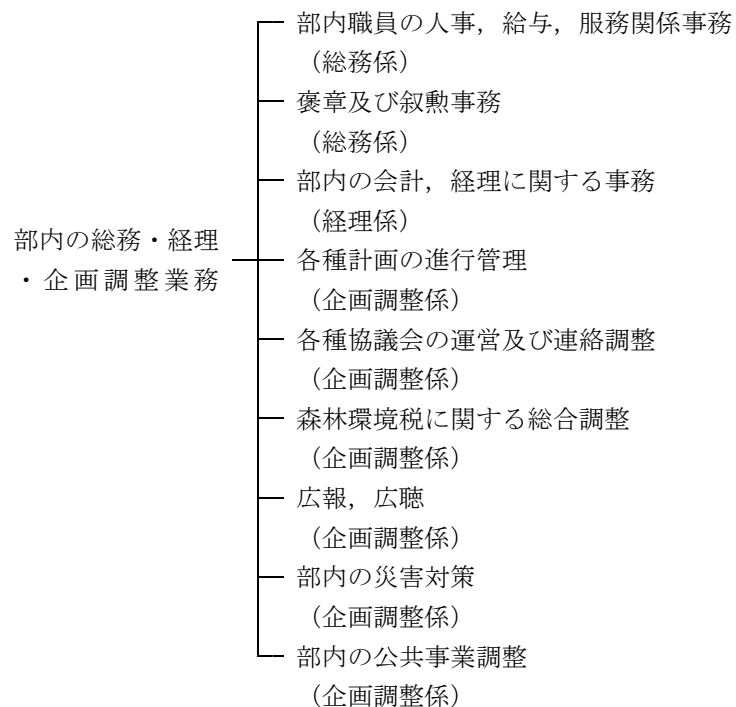 部内の総務・経理
・企画調整業務
部内職員の人事，給与，服務関係事務
（総務係）
褒章及び叙勲事務
（総務係）
部内の会計，経理に関する事務
（経理係）
各種計画の進行管理
（企画調整係）
各種協議会の運営及び連絡調整
（企画調整係）
森林環境税に関する総合調整
（企画調整係）
広報，広聴
（企画調整係）
部内の災害対策
（企画調整係）
部内の公共事業調整
（企画調整係）